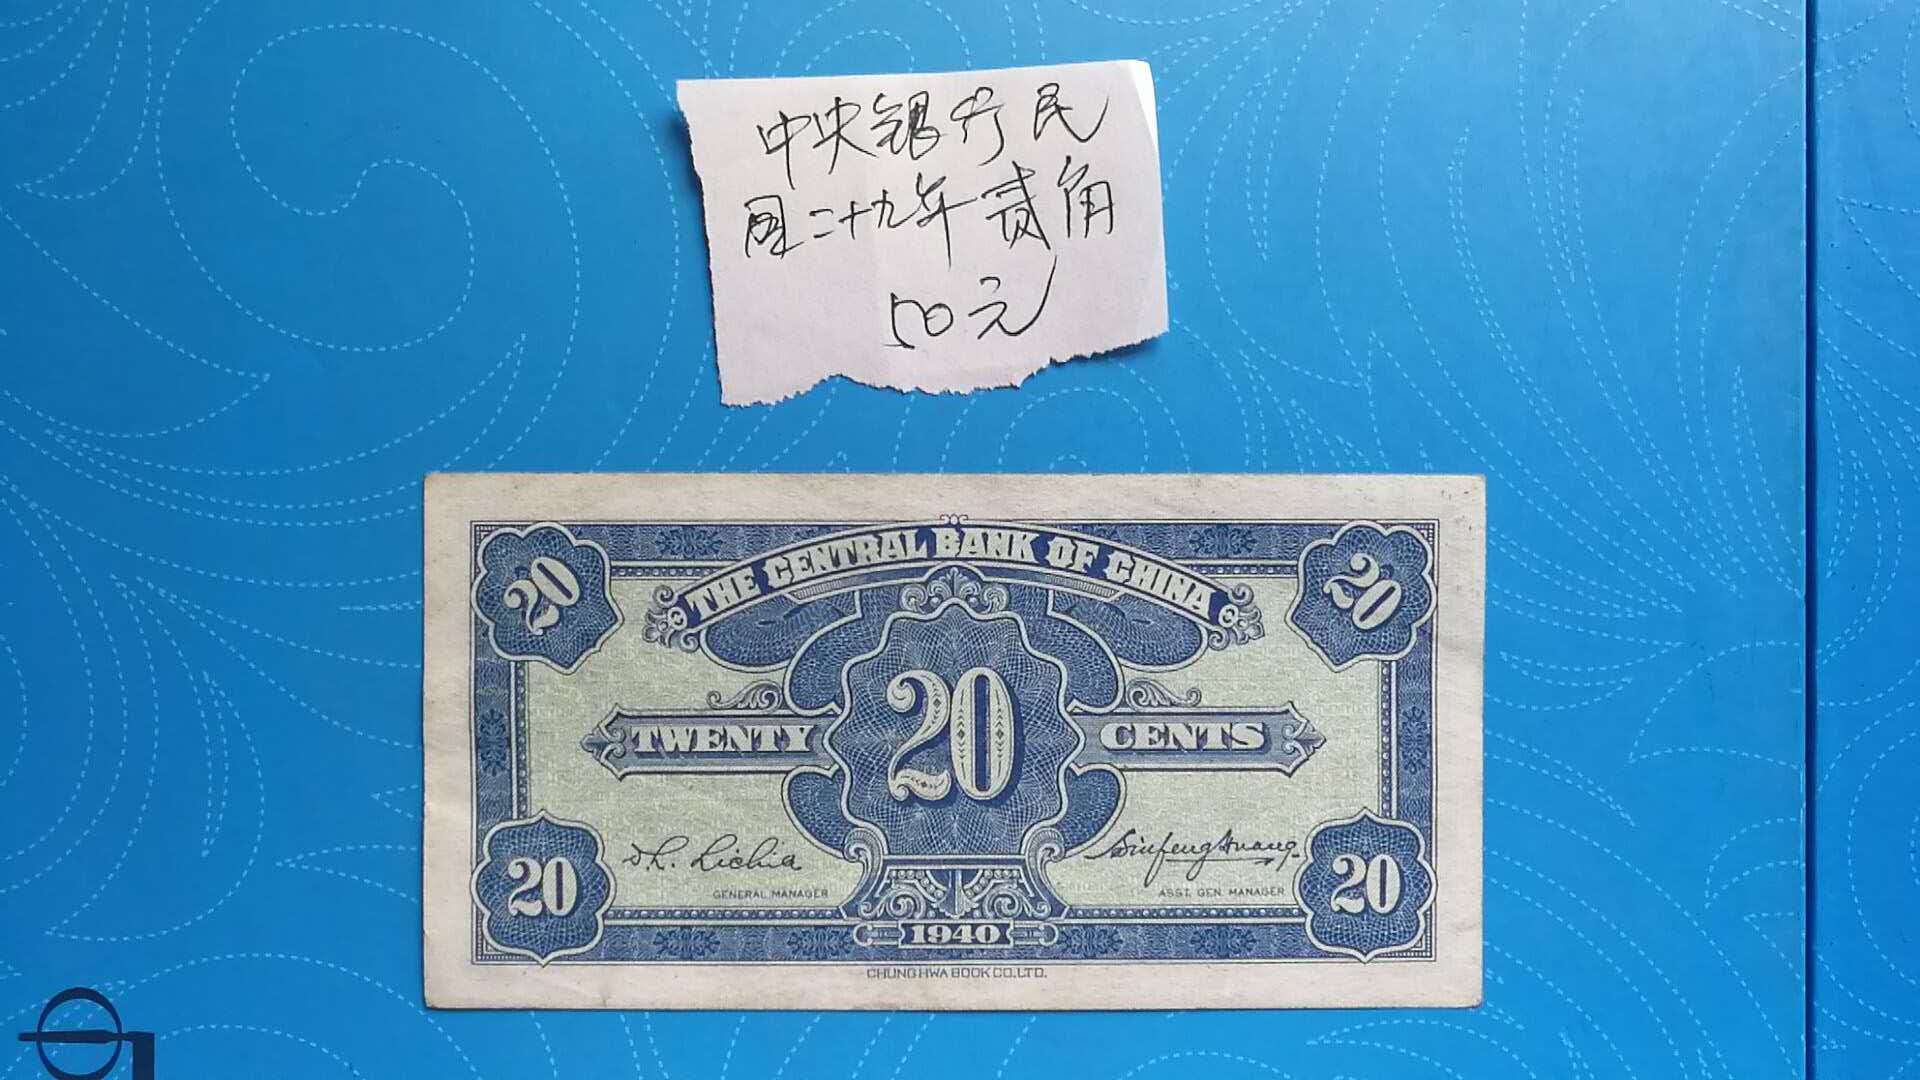 中央银行民
国二十九年贰角
50元
THE CENTRAL BANK OF CHINA
20
20
TWENTY 20 CENTS
GENERAL MANAGER
ASST. GEN. MANAGER
20
20
1940
CHUNG HWA BOOK CO. LTD.